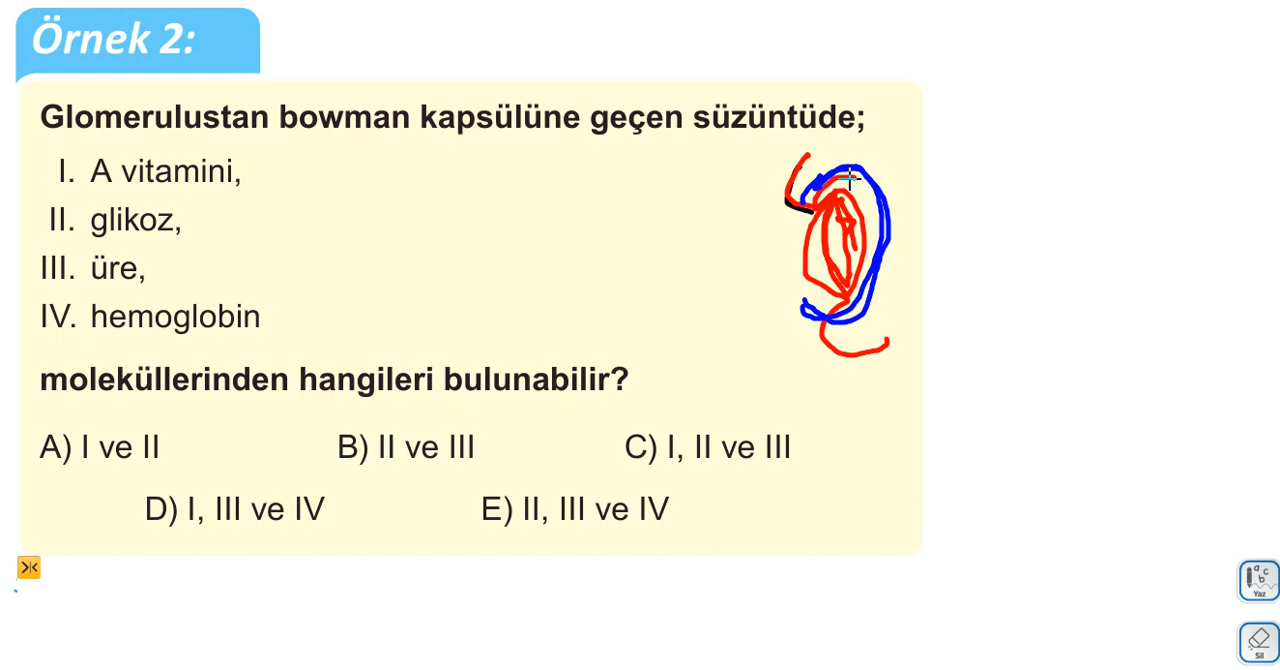 Örnek 2:
Glomerulustan bowman kapsülüne geçen süzüntüde;
I. A vitamini,
II. glikoz,
III. üre,
IV. hemoglobin
moleküllerinden hangileri bulunabilir?
A) I ve II B) II ve III C) I, II ve III
D) I, III ve IV E) II, III ve IV
a b c
Yaz
Sil